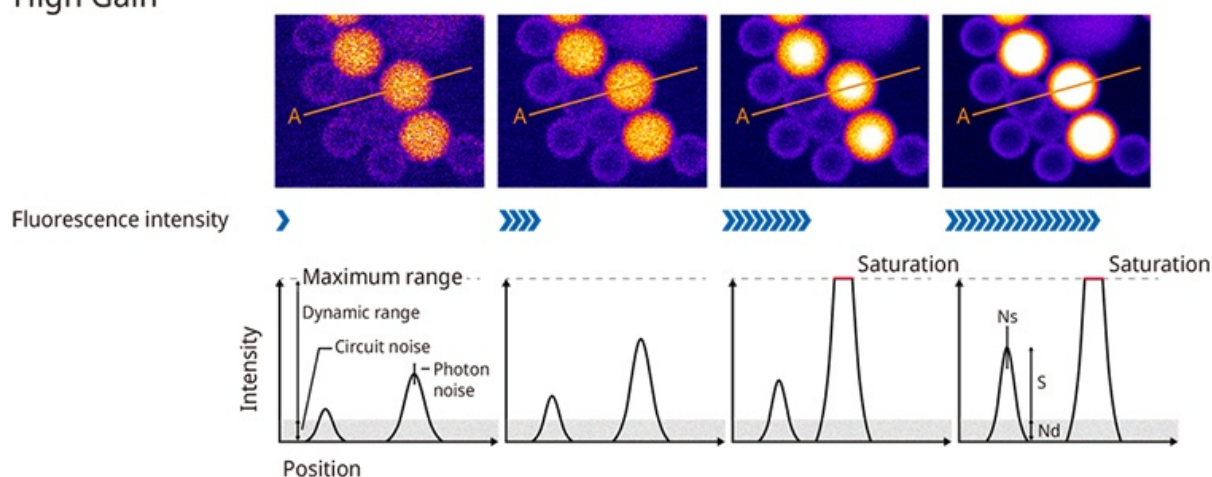 High Gain
A
A
A
A
Fluorescence intensity
Maximum range
Saturation
Saturation
Dynamic range
Circuit noise
Photon
noise
Ns
S
Nd
Intensity
Position